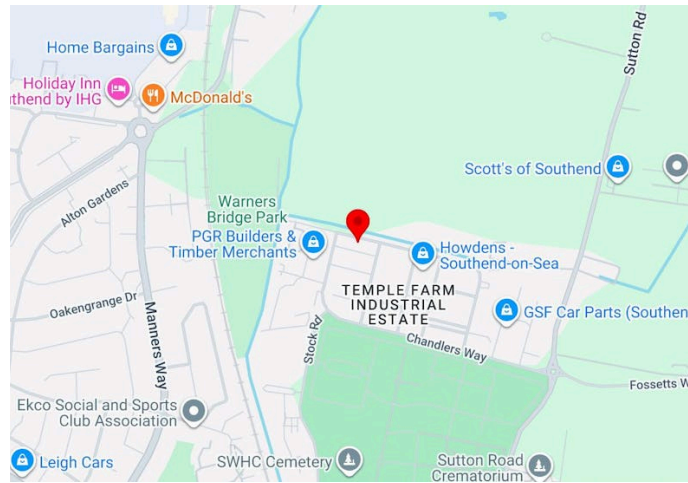 Home Bargains
Holiday Inn
uthend by IHG
McDonald's
Sutton Rd
Scott's of Southend
Alton Gardens
Warners
Bridge Park
PGR Builders &
Timber Merchants
Howdens -
Southend-on-Sea
TEMPLE FARM
INDUSTRIAL
ESTATE
Oakengrange Dr
Manners Way
Stock Rd
GSF Car Parts (Southen
Chandlers Way
Fossetts W
Ekco Social and Sports
Club Association
Leigh Cars
SWHC Cemetery
Sutton Road
Crematorium